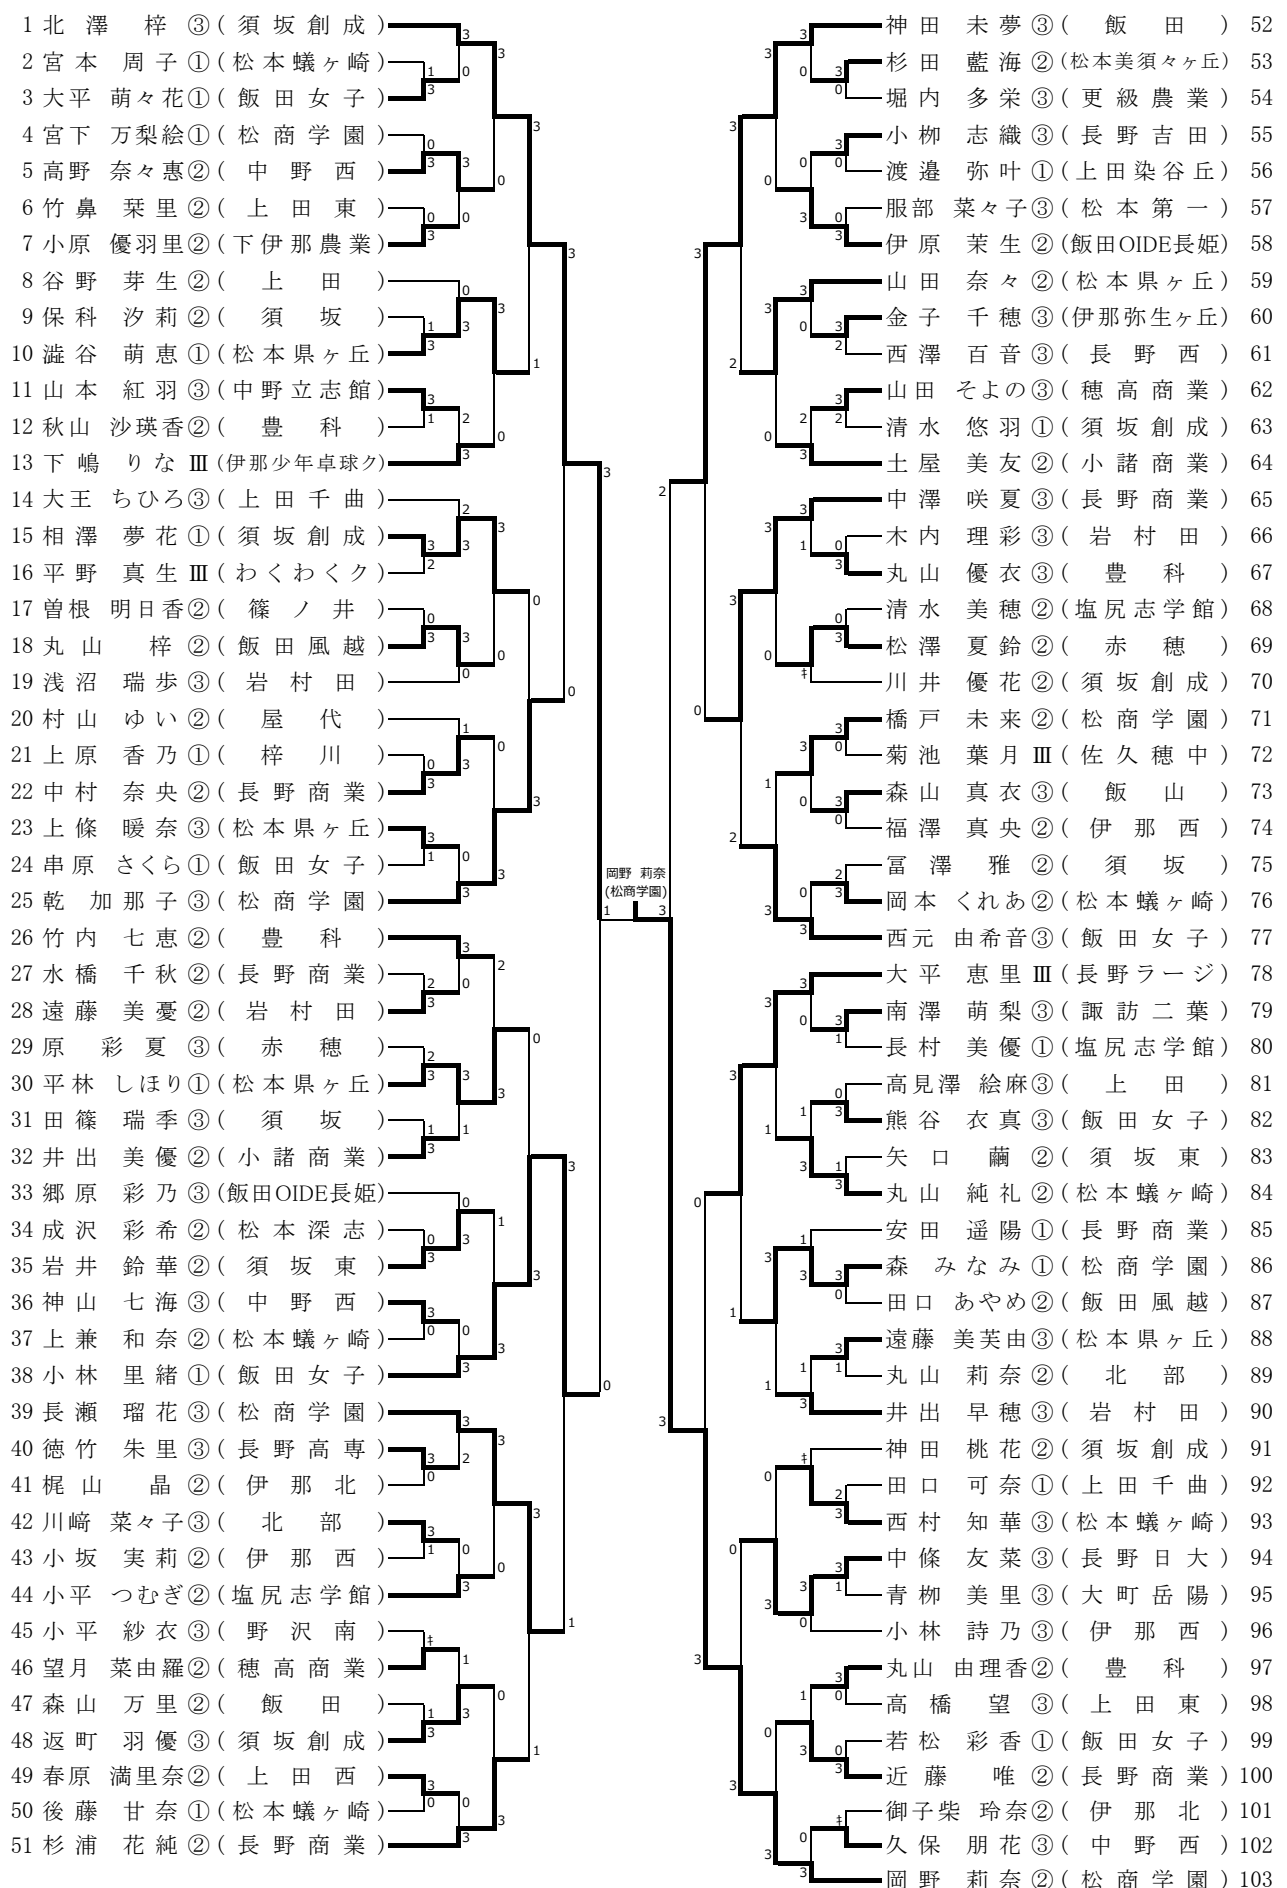 1 北澤 梓 ③ ( 須坂創成 )
2 宮本 周子 ① ( 松本蟻ヶ崎 )
3 大平 萌々花 ① ( 飯田女子 )
4 宮下 万梨絵 ① ( 松商学園 )
5 高野 奈々惠 ② ( 中野西 )
6 竹鼻 栞里 ② ( 上田東 )
7 小原 優羽里 ② ( 下伊那農業 )
8 谷野 芽生 ② ( 上田 )
9 保科 汐莉 ② ( 須坂 )
10 澁谷 萌恵 ① ( 松本県ヶ丘 )
11 山本 紅羽 ③ ( 中野立志館 )
12 秋山 沙瑛香 ② ( 豊科 )
13 下嶋 りな Ⅲ (伊那少年卓球ク)
14 大王 ちひろ ③ ( 上田千曲 )
15 相澤 夢花 ① ( 須坂創成 )
16 平野 真生 Ⅲ ( わくわくク )
17 曽根 明日香 ② ( 篠ノ井 )
18 丸山 梓 ② ( 飯田風越 )
19 浅沼 瑞歩 ③ ( 岩村田 )
20 村山 ゆい ② ( 屋代 )
21 上原 香乃 ① ( 梓川 )
22 中村 奈央 ② ( 長野商業 )
23 上條 暖奈 ③ ( 松本県ヶ丘 )
24 串原 さくら ① ( 飯田女子 )
25 乾 加那子 ③ ( 松商学園 )
26 竹内 七恵 ② ( 豊科 )
27 水橋 千秋 ② ( 長野商業 )
28 遠藤 美憂 ② ( 岩村田 )
29 原 彩夏 ③ ( 赤穂 )
30 平林 しほり ① ( 松本県ヶ丘 )
31 田篠 瑞季 ③ ( 須坂 )
32 井出 美優 ② ( 小諸商業 )
33 郷原 彩乃 ③ (飯田OIDE長姫)
34 成沢 彩希 ② ( 松本深志 )
35 岩井 鈴華 ② ( 須坂東 )
36 神山 七海 ③ ( 中野西 )
37 上兼 和奈 ② ( 松本蟻ヶ崎 )
38 小林 里緒 ① ( 飯田女子 )
39 長瀬 瑠花 ③ ( 松商学園 )
40 徳竹 朱里 ③ ( 長野高専 )
41 梶山 晶 ② ( 伊那北 )
42 川﨑 菜々子 ③ ( 北部 )
43 小坂 実莉 ② ( 伊那西 )
44 小平 つむぎ ② ( 塩尻志学館 )
45 小平 紗衣 ③ ( 野沢南 )
46 望月 菜由羅 ② ( 穂高商業 )
47 森山 万里 ② ( 飯田 )
48 返町 羽優 ③ ( 須坂創成 )
49 春原 満里奈 ② ( 上田西 )
50 後藤 甘奈 ① ( 松本蟻ヶ崎 )
51 杉浦 花純 ② ( 長野商業 )
岡野 莉奈
(松商学園)
1 3
神田 未夢 ③ ( 飯田 ) 52
杉田 藍海 ② (松本美須々ヶ丘) 53
堀内 多栄 ③ ( 更級農業 ) 54
小栁 志織 ③ ( 長野吉田 ) 55
渡邉 弥叶 ① ( 上田染谷丘 ) 56
服部 菜々子 ③ ( 松本第一 ) 57
伊原 茉生 ② (飯田OIDE長姫) 58
山田 奈々 ② ( 松本県ヶ丘 ) 59
金子 千穂 ③ (伊那弥生ヶ丘) 60
西澤 百音 ③ ( 長野西 ) 61
山田 そよの ③ ( 穂高商業 ) 62
清水 悠羽 ① ( 須坂創成 ) 63
土屋 美友 ② ( 小諸商業 ) 64
中澤 咲夏 ③ ( 長野商業 ) 65
木内 理彩 ③ ( 岩村田 ) 66
丸山 優衣 ③ ( 豊科 ) 67
清水 美穂 ② ( 塩尻志学館 ) 68
松澤 夏鈴 ② ( 赤穂 ) 69
川井 優花 ② ( 須坂創成 ) 70
橋戸 未来 ② ( 松商学園 ) 71
菊池 葉月 Ⅲ ( 佐久穂中 ) 72
森山 真衣 ③ ( 飯山 ) 73
福澤 真央 ② ( 伊那西 ) 74
冨澤 雅 ② ( 須坂 ) 75
岡本 くれあ ② ( 松本蟻ヶ崎 ) 76
西元 由希音 ③ ( 飯田女子 ) 77
大平 恵里 Ⅲ ( 長野ラージ ) 78
南澤 萌梨 ③ ( 諏訪二葉 ) 79
長村 美優 ① ( 塩尻志学館 ) 80
高見澤 絵麻 ③ ( 上田 ) 81
熊谷 衣真 ③ ( 飯田女子 ) 82
矢口 繭 ② ( 須坂東 ) 83
丸山 純礼 ② ( 松本蟻ヶ崎 ) 84
安田 遥陽 ① ( 長野商業 ) 85
森 みなみ ① ( 松商学園 ) 86
田口 あやめ ② ( 飯田風越 ) 87
遠藤 美芙由 ③ ( 松本県ヶ丘 ) 88
丸山 莉奈 ② ( 北部 ) 89
井出 早穂 ③ ( 岩村田 ) 90
神田 桃花 ② ( 須坂創成 ) 91
田口 可奈 ① ( 上田千曲 ) 92
西村 知華 ③ ( 松本蟻ヶ崎 ) 93
中條 友菜 ③ ( 長野日大 ) 94
青栁 美里 ③ ( 大町岳陽 ) 95
小林 詩乃 ③ ( 伊那西 ) 96
丸山 由理香 ② ( 豊科 ) 97
高橋 望 ③ ( 上田東 ) 98
若松 彩香 ① ( 飯田女子 ) 99
近藤 唯 ② ( 長野商業 ) 100
御子柴 玲奈 ② ( 伊那北 ) 101
久保 朋花 ③ ( 中野西 ) 102
岡野 莉奈 ② ( 松商学園 ) 103